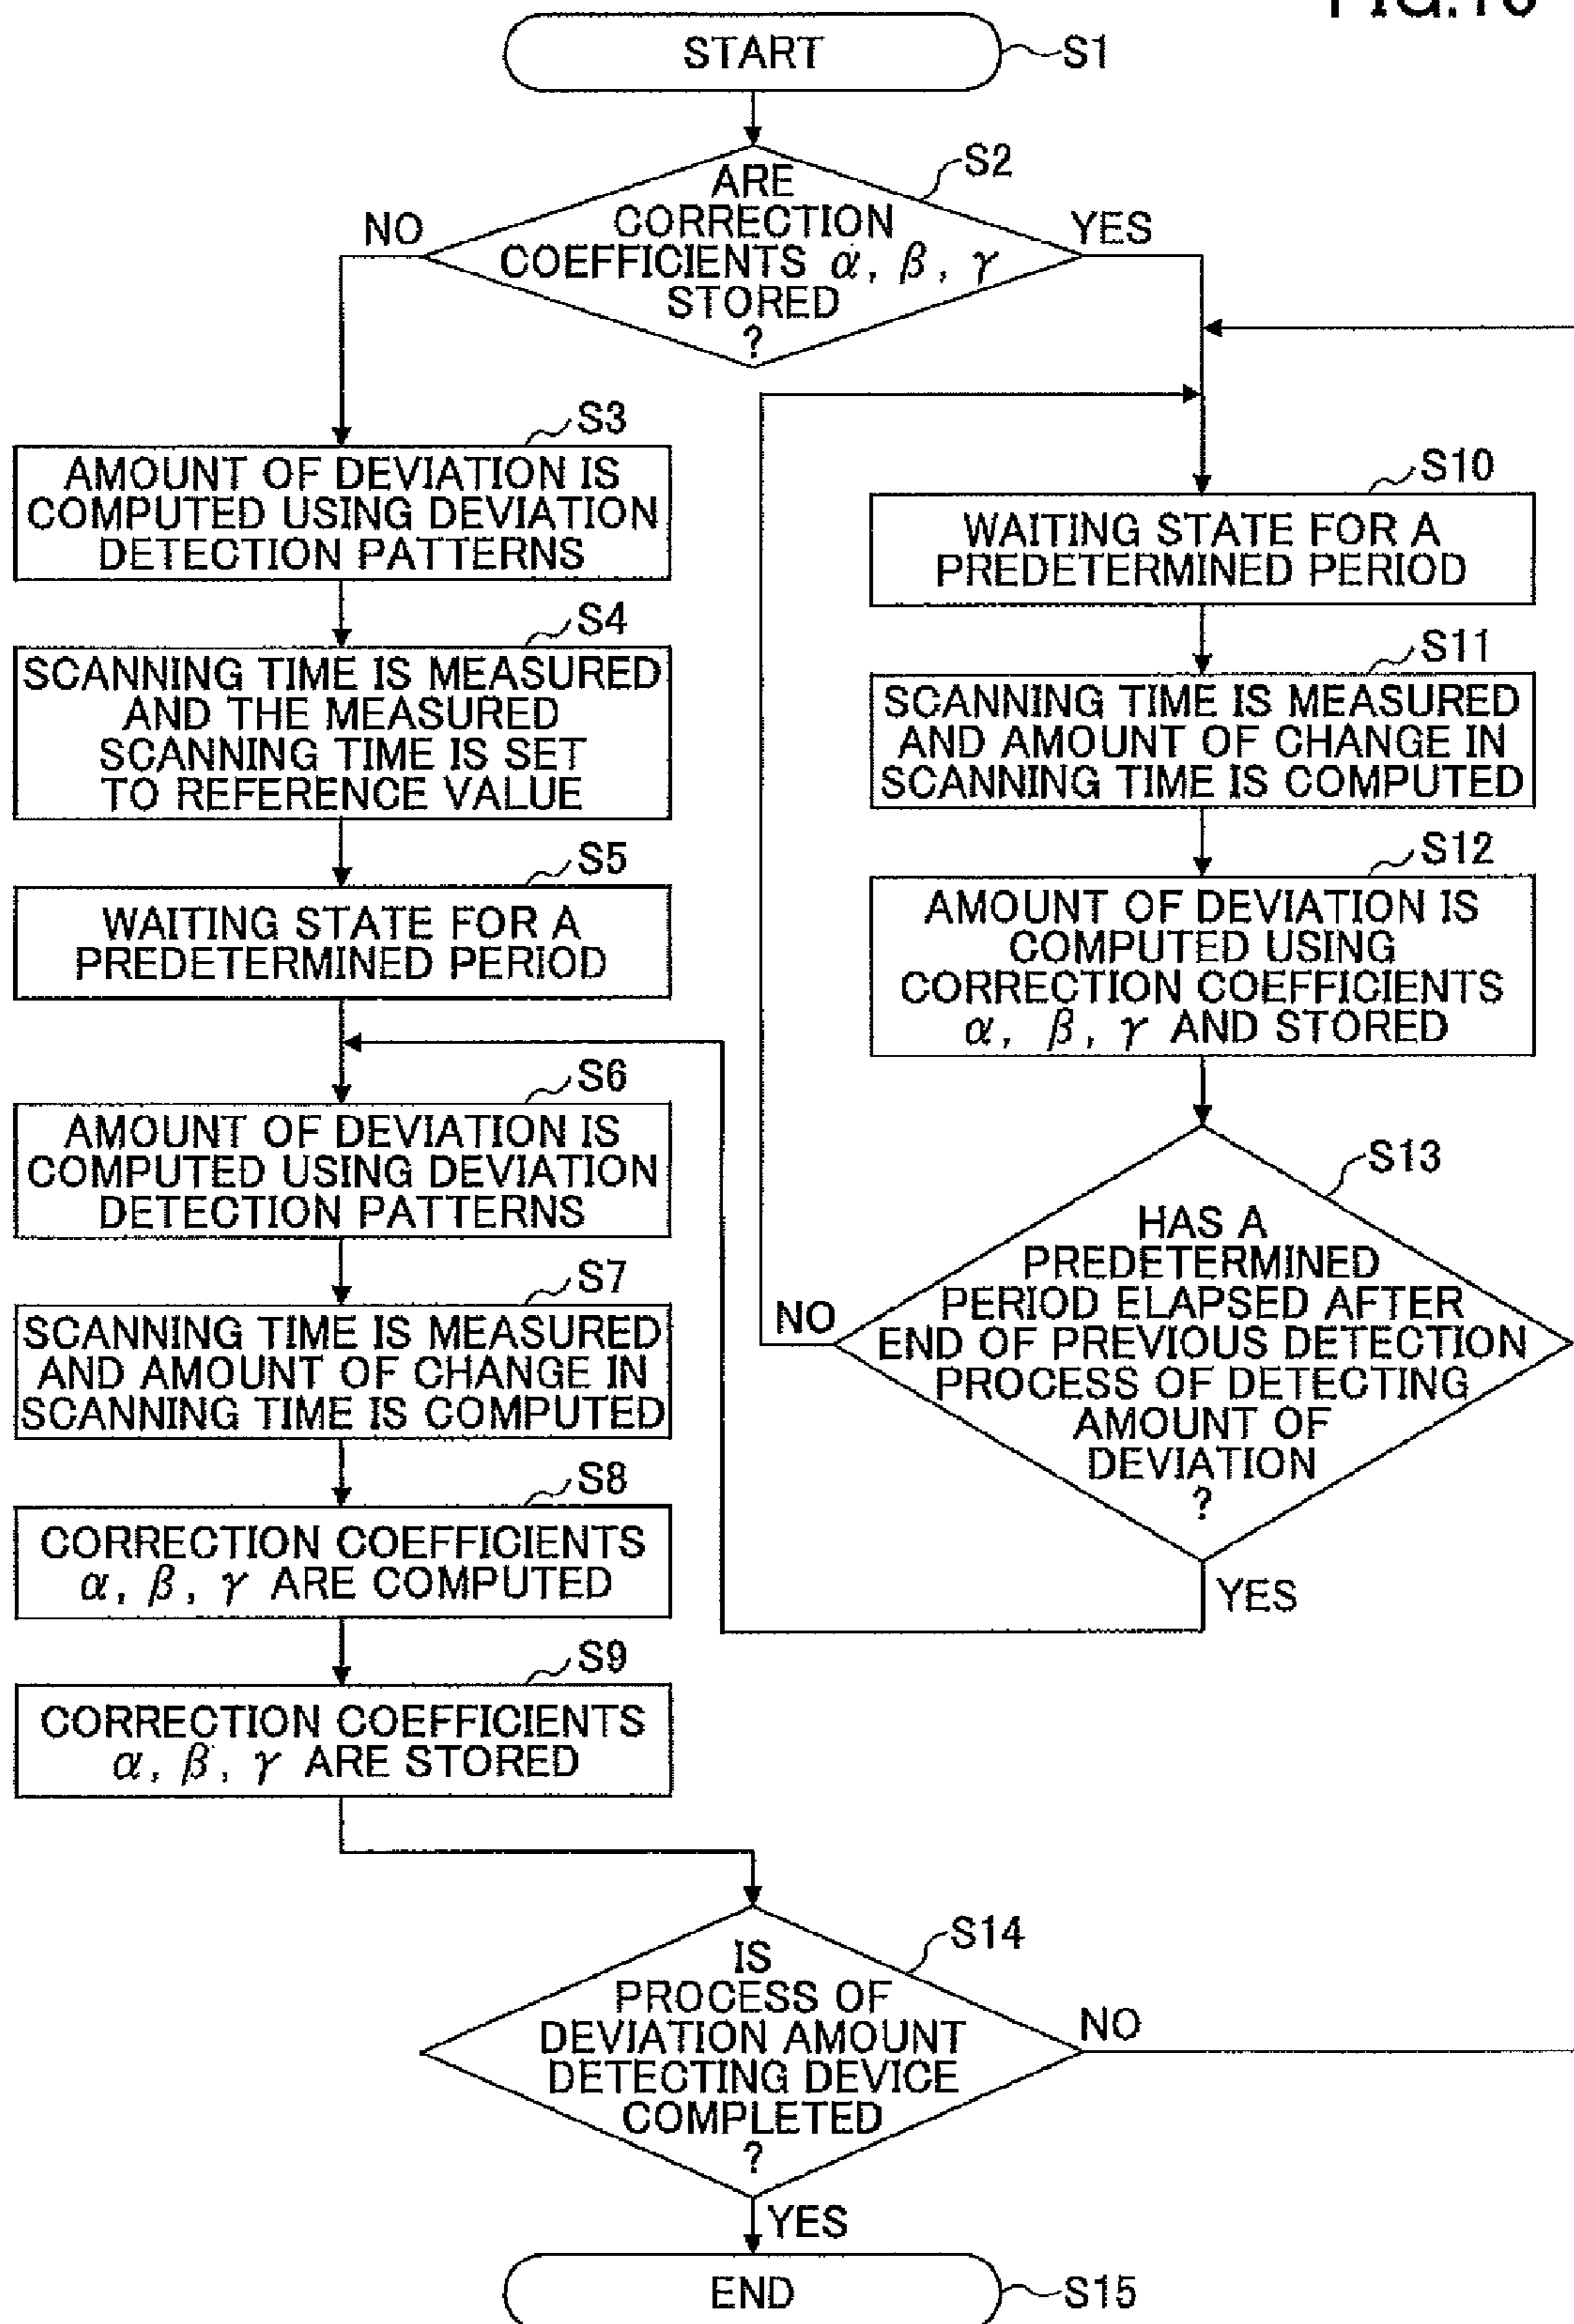 START
S1
S2
ARE
CORRECTION
COEFFICIENTS α, β, γ
STORED
?
NO
YES
S3
AMOUNT OF DEVIATION IS
COMPUTED USING DEVIATION
DETECTION PATTERNS
S4
SCANNING TIME IS MEASURED
AND THE MEASURED
SCANNING TIME IS SET
TO REFERENCE VALUE
S5
WAITING STATE FOR A
PREDETERMINED PERIOD
S6
AMOUNT OF DEVIATION IS
COMPUTED USING DEVIATION
DETECTION PATTERNS
S7
SCANNING TIME IS MEASURED
AND AMOUNT OF CHANGE IN
SCANNING TIME IS COMPUTED
S8
CORRECTION COEFFICIENTS
α, β, γ ARE COMPUTED
S9
CORRECTION COEFFICIENTS
α, β, γ ARE STORED
S10
WAITING STATE FOR A
PREDETERMINED PERIOD
S11
SCANNING TIME IS MEASURED
AND AMOUNT OF CHANGE IN
SCANNING TIME IS COMPUTED
S12
AMOUNT OF DEVIATION IS
COMPUTED USING
CORRECTION COEFFICIENTS
α, β, γ AND STORED
S13
HAS A
PREDETERMINED
PERIOD ELAPSED AFTER
END OF PREVIOUS DETECTION
PROCESS OF DETECTING
AMOUNT OF
DEVIATION
?
NO
YES
S14
IS
PROCESS OF
DEVIATION AMOUNT
DETECTING DEVICE
COMPLETED
?
NO
YES
END
S15